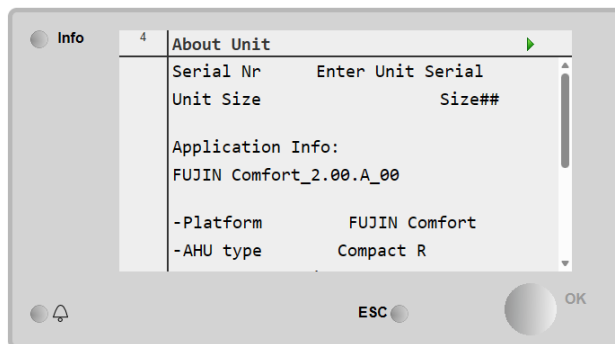 Info
4 About Unit
Serial Nr Enter Unit Serial
Unit Size Size##
Application Info:
FUJIN Comfort_2.00.A_00
-Platform FUJIN Comfort
-AHU type Compact R
ESC
OK